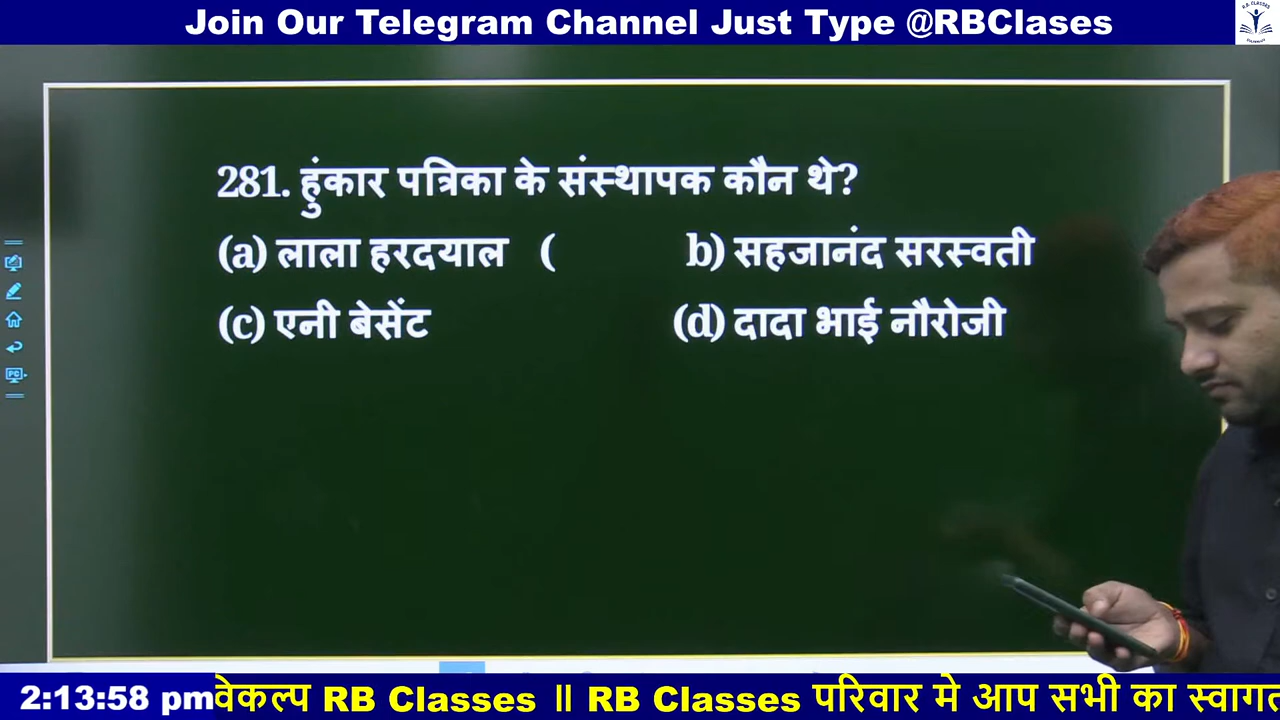 Join Our Telegram Channel Just Type @RBClases
281. हुंकार पत्रिका के संस्थापक कौन थे?
(a) लाला हरदयाल ( b) सहजानंद सरस्वती
(c) एनी बेसेंट (d) दादा भाई नौरोजी
2:13:58 pm वेकल्प RB Classes ॥ RB Classes परिवार मे आप सभी का स्वागत